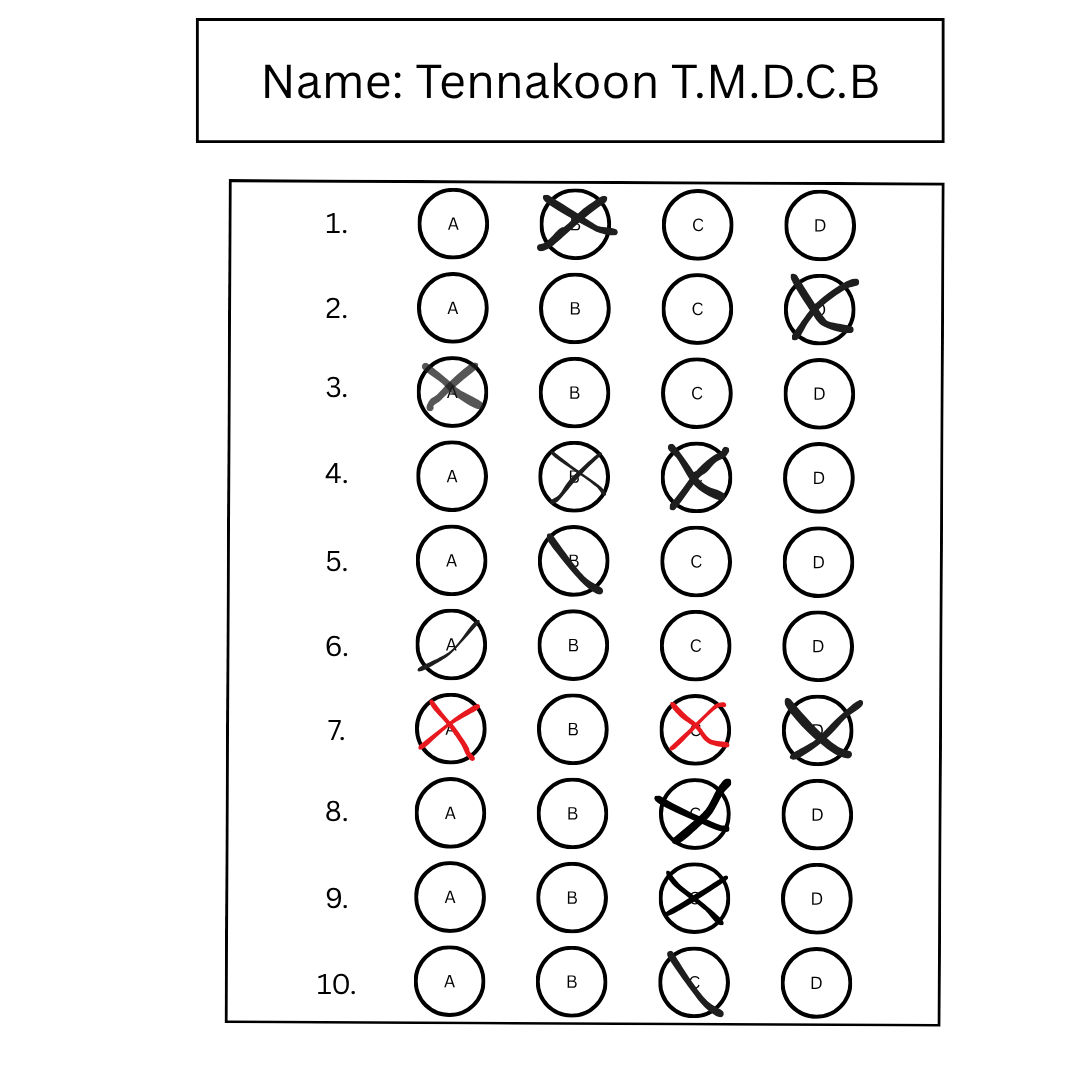 Name: Tennakoon T.M.D.C.B
1. A B C D
2. A B C D
3. A B C D
4. A B C D
5. A B C D
6. A B C D
7. A B C D
8. A B C D
9. A B C D
10. A B C D